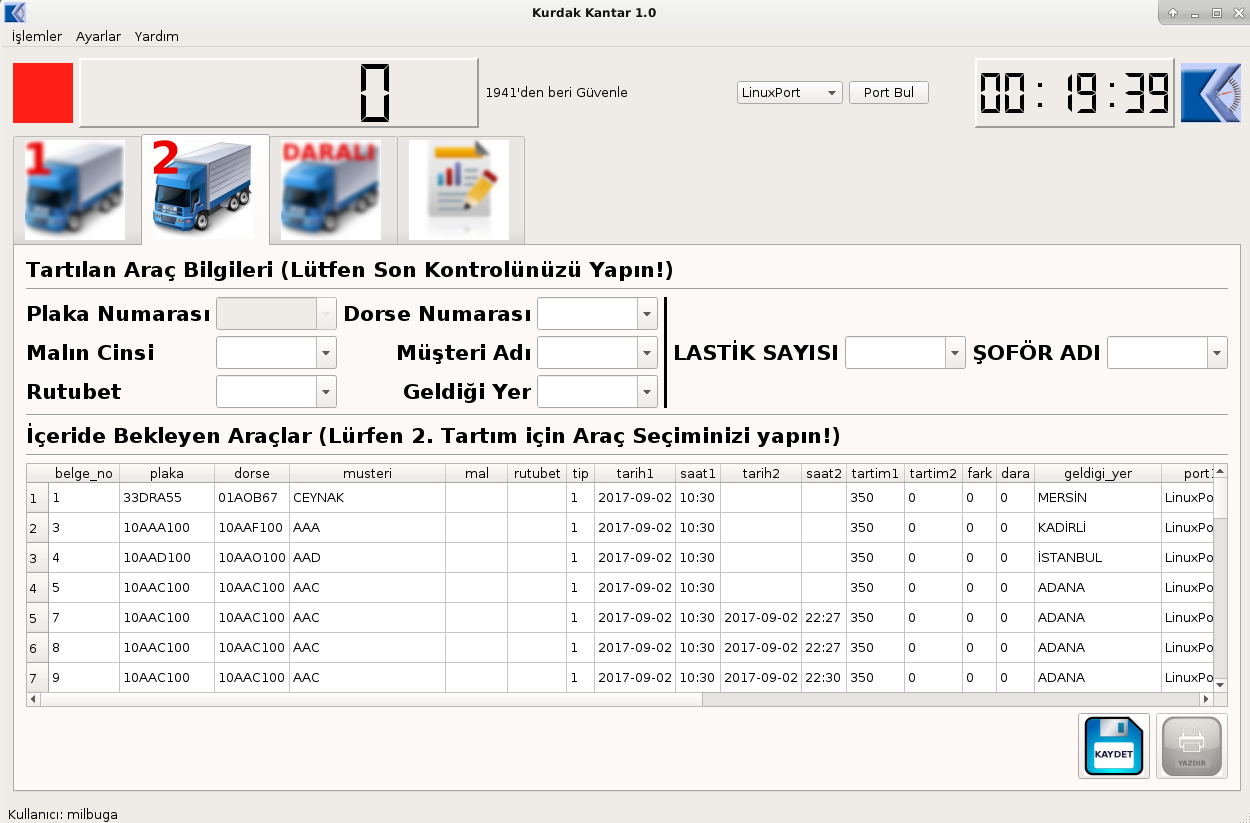 Kurdak Kantar 1.0
İşlemler Ayarlar Yardım
0 1941'den beri Güvenle LinuxPort Port Bul 00:19:39
1 2 DARALI
Tartılan Araç Bilgileri (Lütfen Son Kontrolünüzü Yapın!)
Plaka Numarası Dorse Numarası
Malın Cinsi Müşteri Adı LASTİK SAYISI ŞOFÖR ADI
Rutubet Geldiği Yer
İçeride Bekleyen Araçlar (Lürfen 2. Tartım için Araç Seçiminizi yapın!)
belge_no plaka dorse musteri mal rutubet tip tarih1 saat1 tarih2 saat2 tartim1 tartim2 fark dara geldigi_yer port1
1 1 33DRA55 01AOB67 CEYNAK 1 2017-09-02 10:30 350 0 0 0 MERSİN LinuxPo
2 3 10AAA100 10AAF100 AAA 1 2017-09-02 10:30 350 0 0 0 KADİRLİ LinuxPo
3 4 10AAD100 10AAO100 AAD 1 2017-09-02 10:30 350 0 0 0 İSTANBUL LinuxPo
4 5 10AAC100 10AAC100 AAC 1 2017-09-02 10:30 350 0 0 0 ADANA LinuxPo
5 7 10AAC100 10AAC100 AAC 1 2017-09-02 10:30 2017-09-02 22:27 350 0 0 0 ADANA LinuxPo
6 8 10AAC100 10AAC100 AAC 1 2017-09-02 10:30 2017-09-02 22:27 350 0 0 0 ADANA LinuxPo
7 9 10AAC100 10AAC100 AAC 1 2017-09-02 10:30 2017-09-02 22:30 350 0 0 0 ADANA LinuxPo
KAYDET YAZDIR
Kullanıcı: milbuga